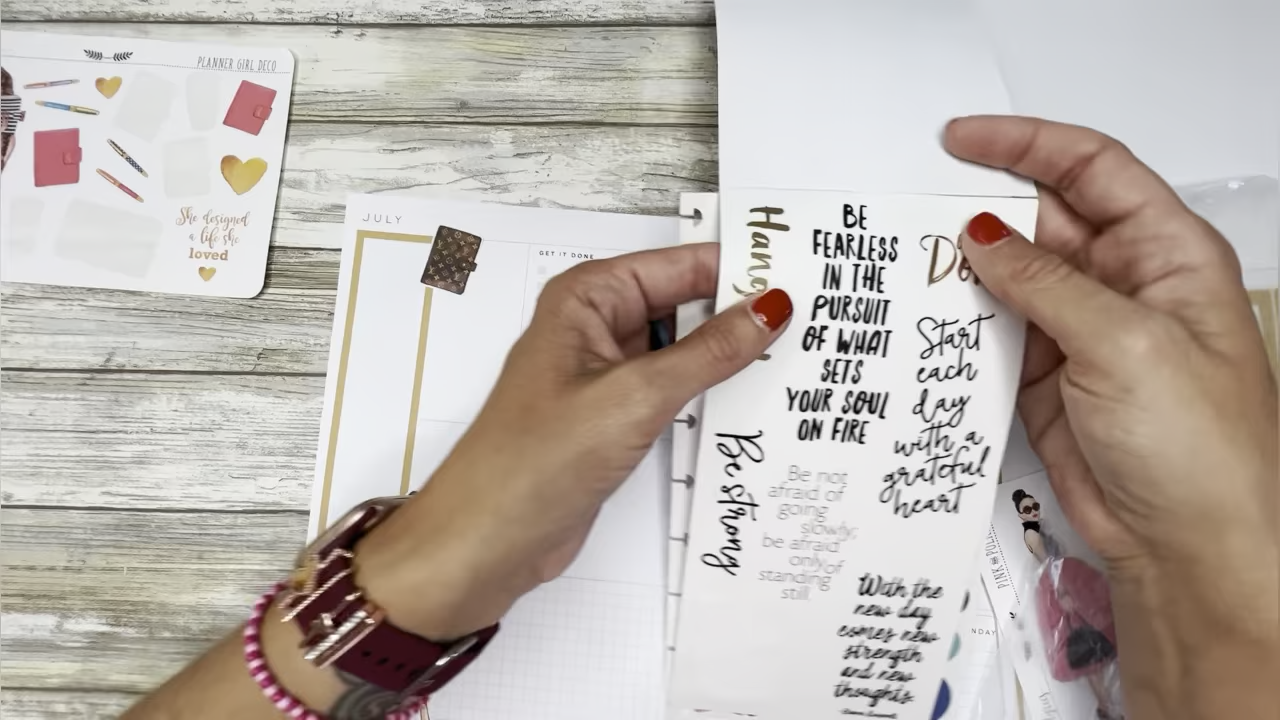 PLANNER GIRL DECO
She designed
a life she
loved
JULY
GET IT DONE
BE
FEARLESS
IN THE
PURSUIT
OF WHAT
SETS
YOUR SOUL
ON FIRE
Start
each
day
with a
grateful
heart
Be strong
Be not
afraid of
going
slowly;
be afraid
only of
standing
still.
With the
new day
comes new
strength
and new
thoughts.